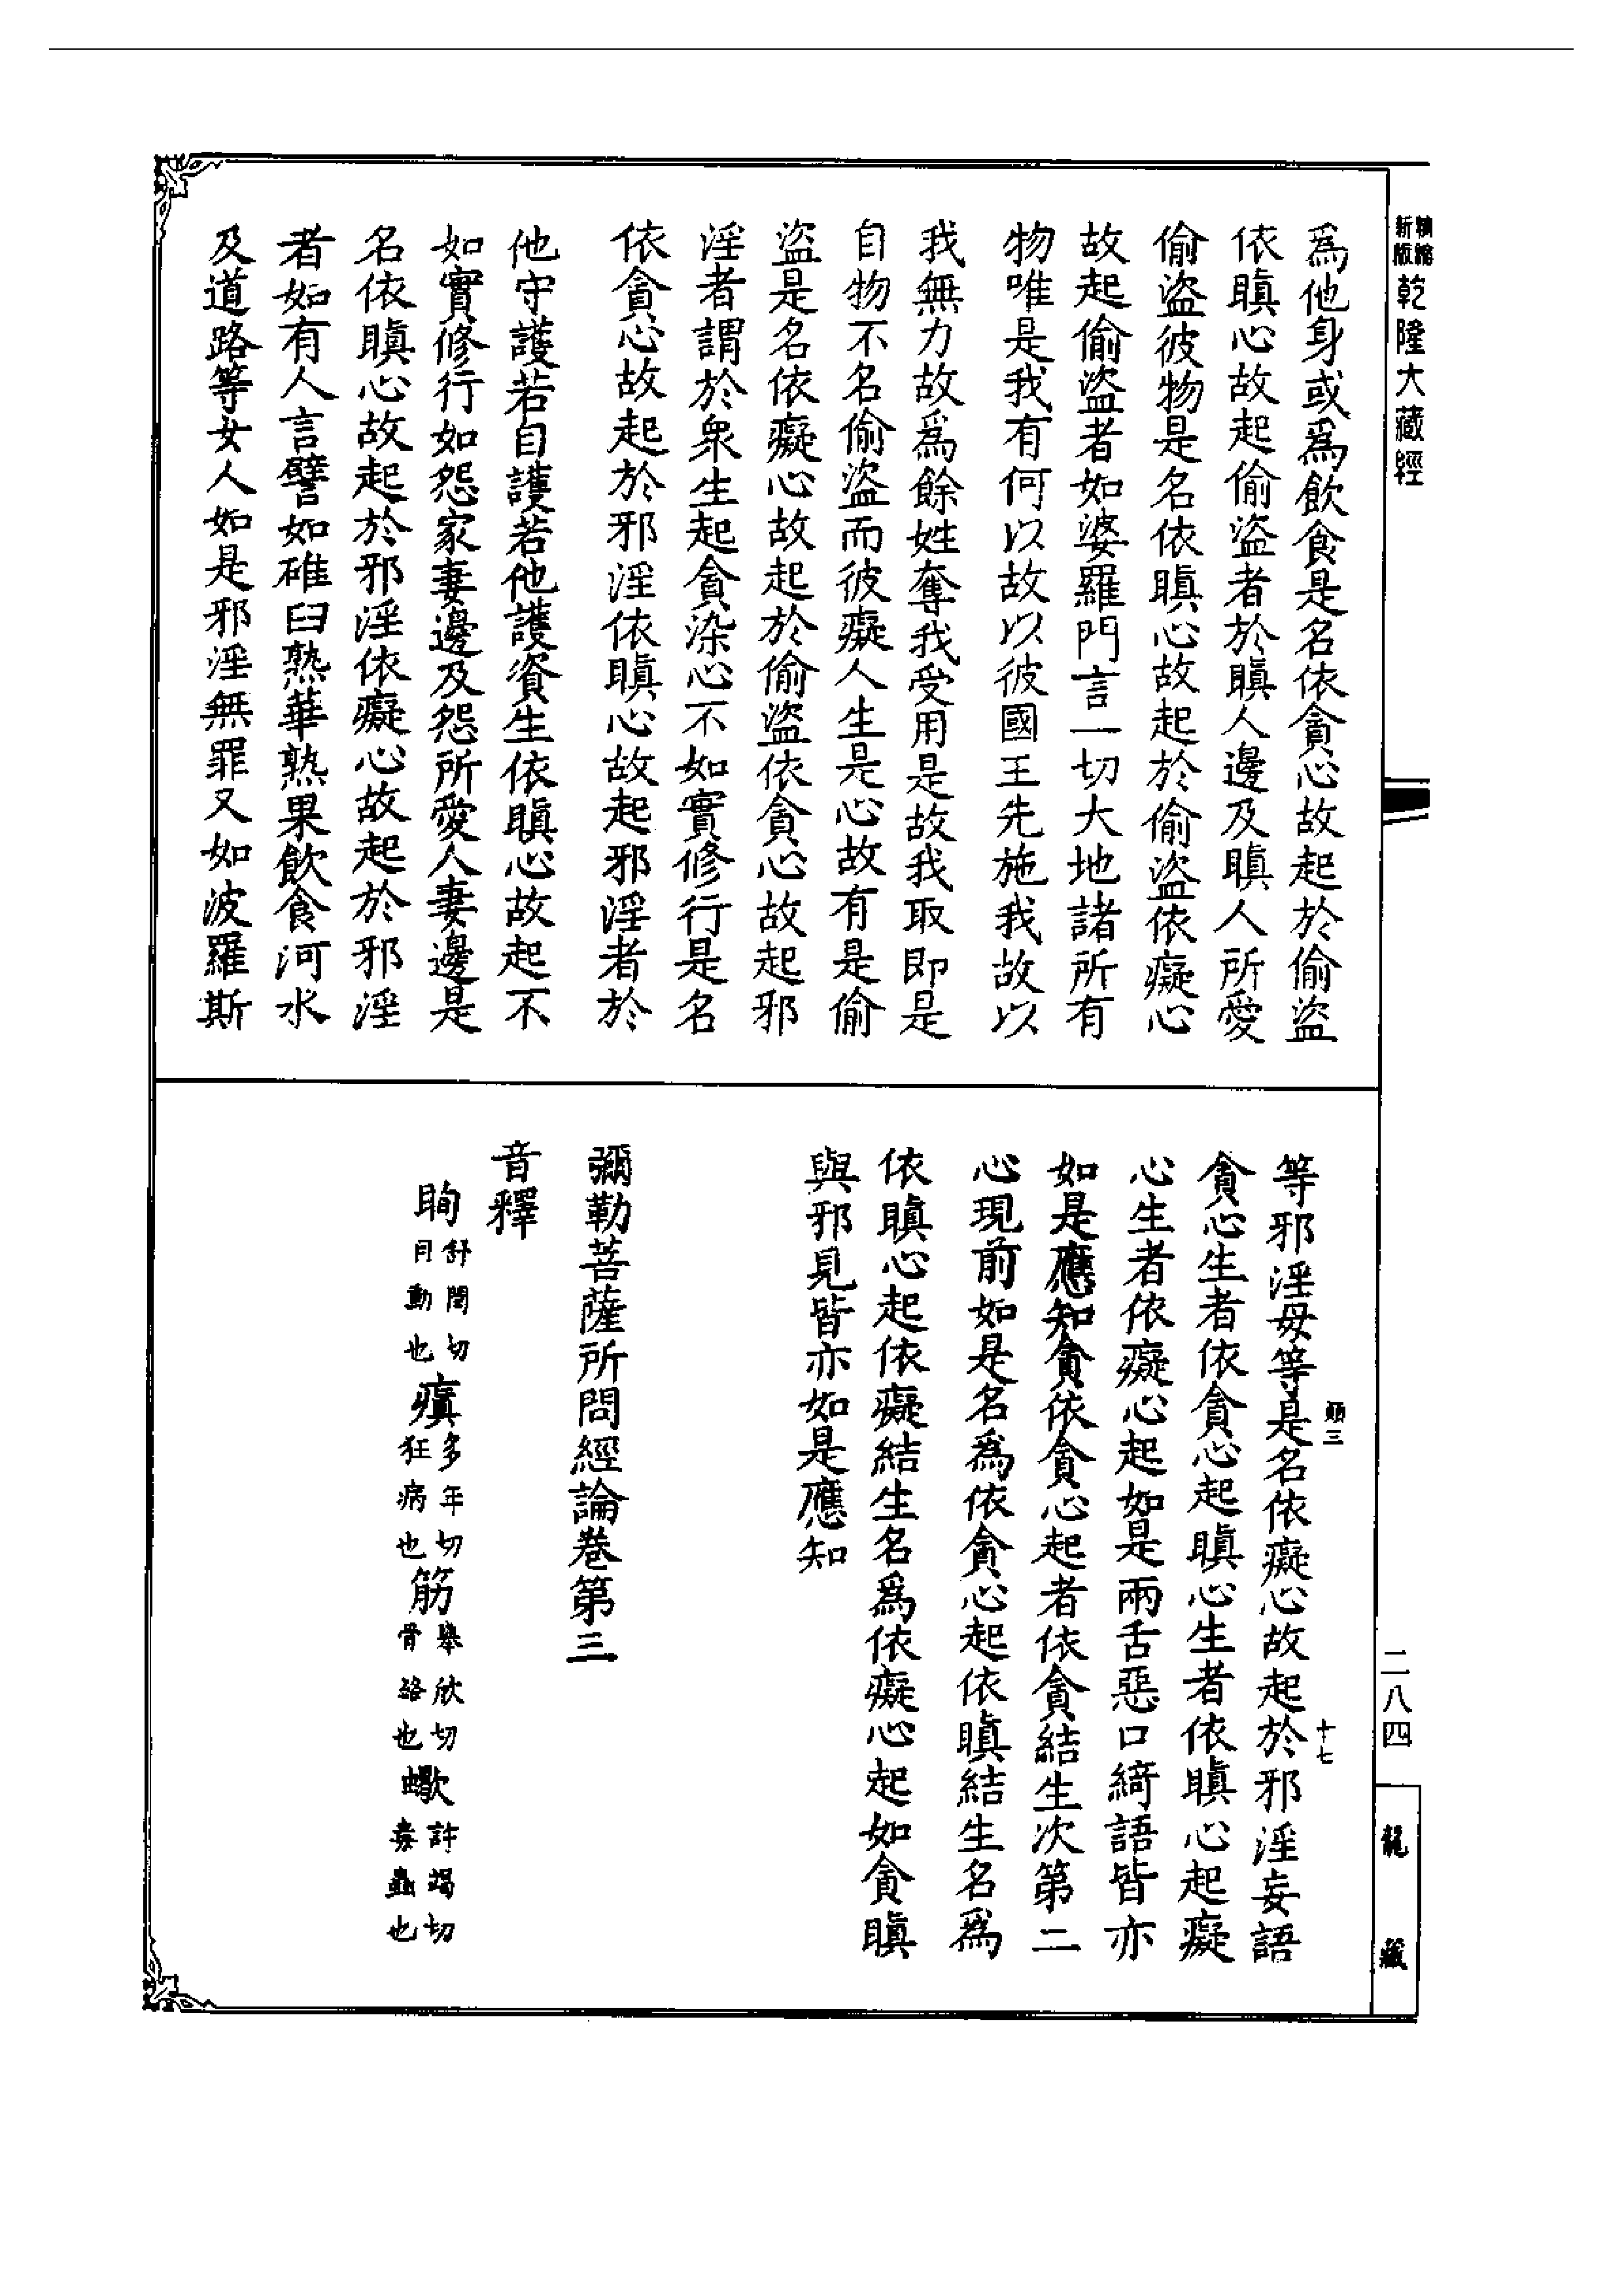 新版精縮乾隆大藏經
為他身或為飲食是名依貪心故起於偷盜
依瞋心故起偷盜者於瞋人邊及瞋人所愛
偷盜彼物是名依瞋心故起於偷盜依癡心
故起偷盜者如婆羅門言一切大地諸所有
物唯是我有何以故以彼國王先施我故以
我無力故為餘姓奪我受用是故我取即是
自物不名偷盜而彼癡人生是心故有是偷
盜是名依癡心故起於偷盜依貪心故起邪
淫者謂於衆生起貪染心不如實修行是名
依貪心故起於邪淫依瞋心故起邪淫者於
他守護若自護若他護資生依瞋心故起不
如實修行如怨家妻邊及怨所愛人妻邊是
名依瞋心故起於邪淫依癡心故起於邪淫
者如有人言譬如碓臼熟華熟果飲食河水
及道路等女人如是邪淫無罪又如波羅斯
等邪淫母等是名依癡心故起於邪淫妄語
貪心生者依貪心起瞋心生者依瞋心起癡
心生者依癡心起如是兩舌惡口綺語皆亦
如是應知貪依貪心起者依貪結生次第二
心現前如是名為依貪心起依瞋結生名為
依瞋心起依癡結生名為依癡心起如貪瞋
與邪見皆亦如是應知
彌勒菩薩所問經論卷第三
音釋
眴舒閏切目動也瘨多年切狂病也筋舉欣切骨絡也蠍許竭切毒蟲也
三
十七
二八四
龍藏